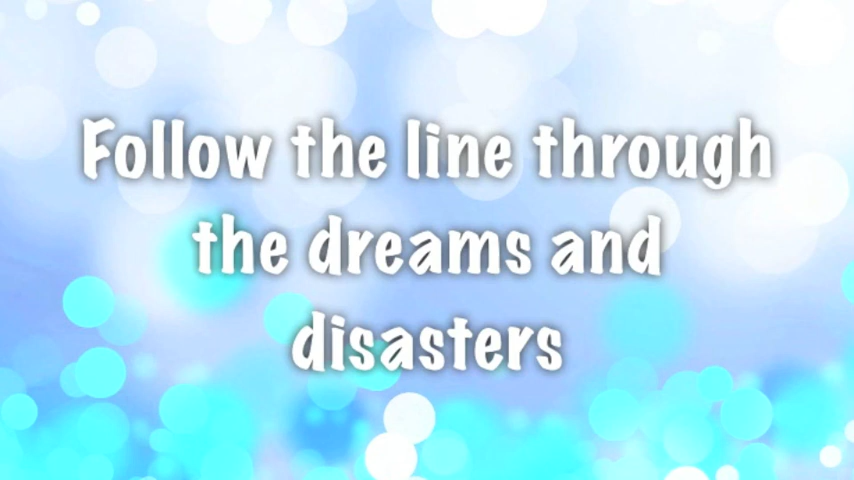 Follow the line through
the dreams and
disasters